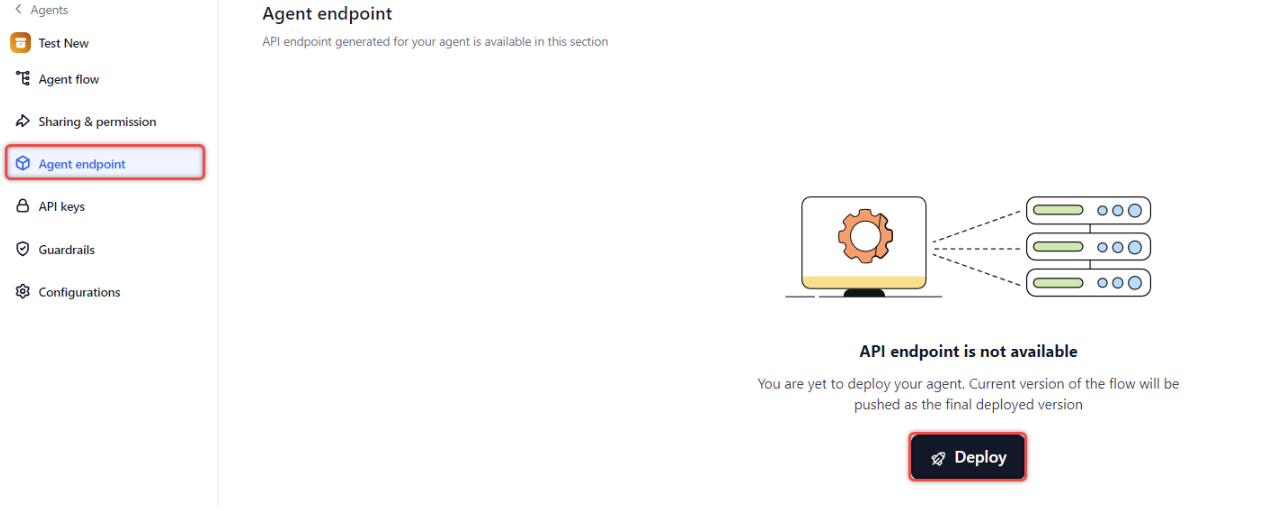 Agents
Test New
Agent flow
Sharing & permission
Agent endpoint
API keys
Guardrails
Configurations
Agent endpoint
API endpoint generated for your agent is available in this section
API endpoint is not available
You are yet to deploy your agent. Current version of the flow will be
pushed as the final deployed version
Deploy